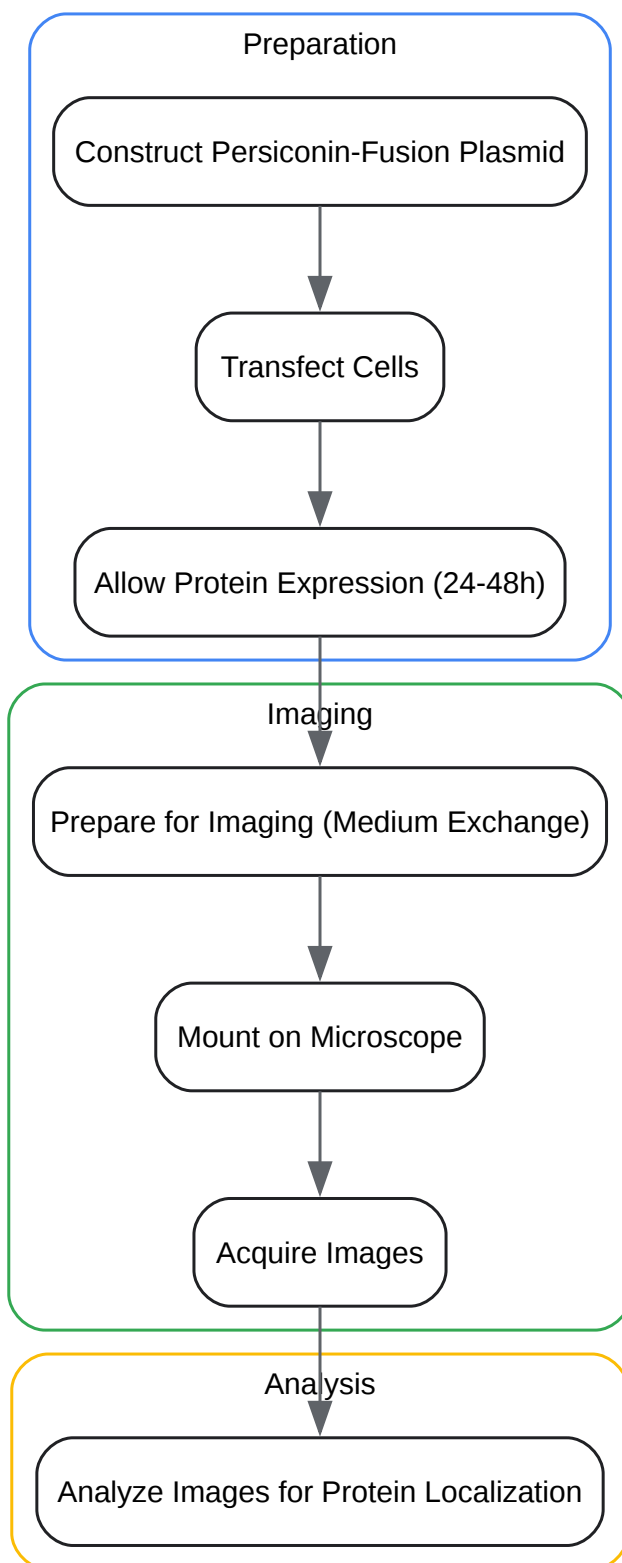 Preparation
Construct Persiconin-Fusion Plasmid
Transfect Cells
Allow Protein Expression (24-48h)
Imaging
Prepare for Imaging (Medium Exchange)
Mount on Microscope
Acquire Images
Analysis
Analyze Images for Protein Localization